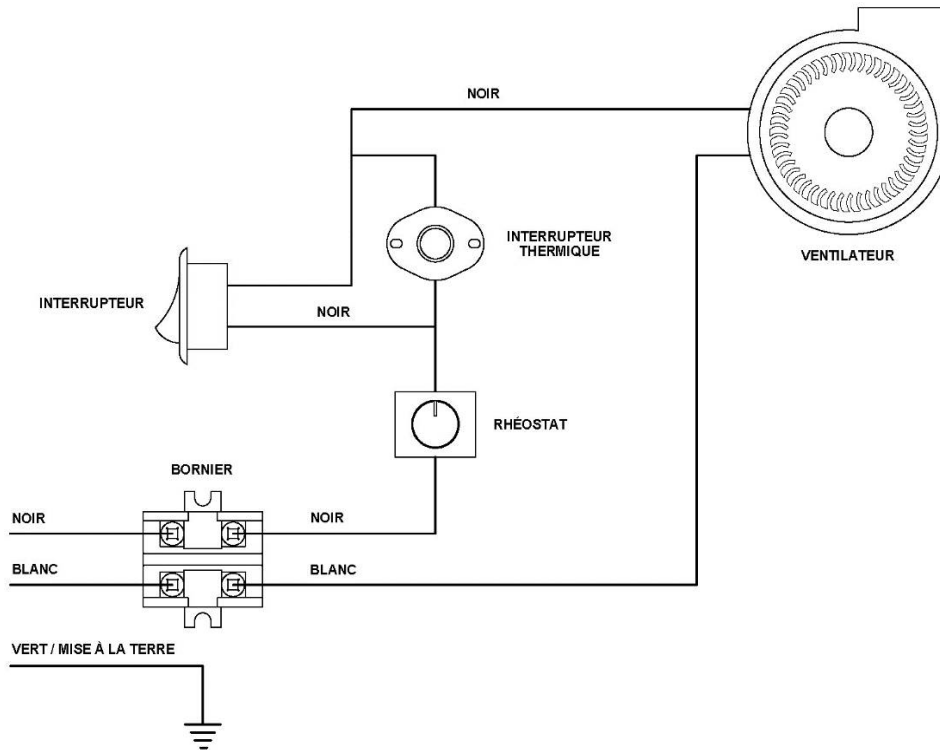 NOIR
INTERRUPTEUR
THERMIQUE
VENTILATEUR
INTERRUPTEUR
NOIR
RHÉOSTAT
BORNIER
NOIR
NOIR
BLANC
BLANC
VERT / MISE À LA TERRE